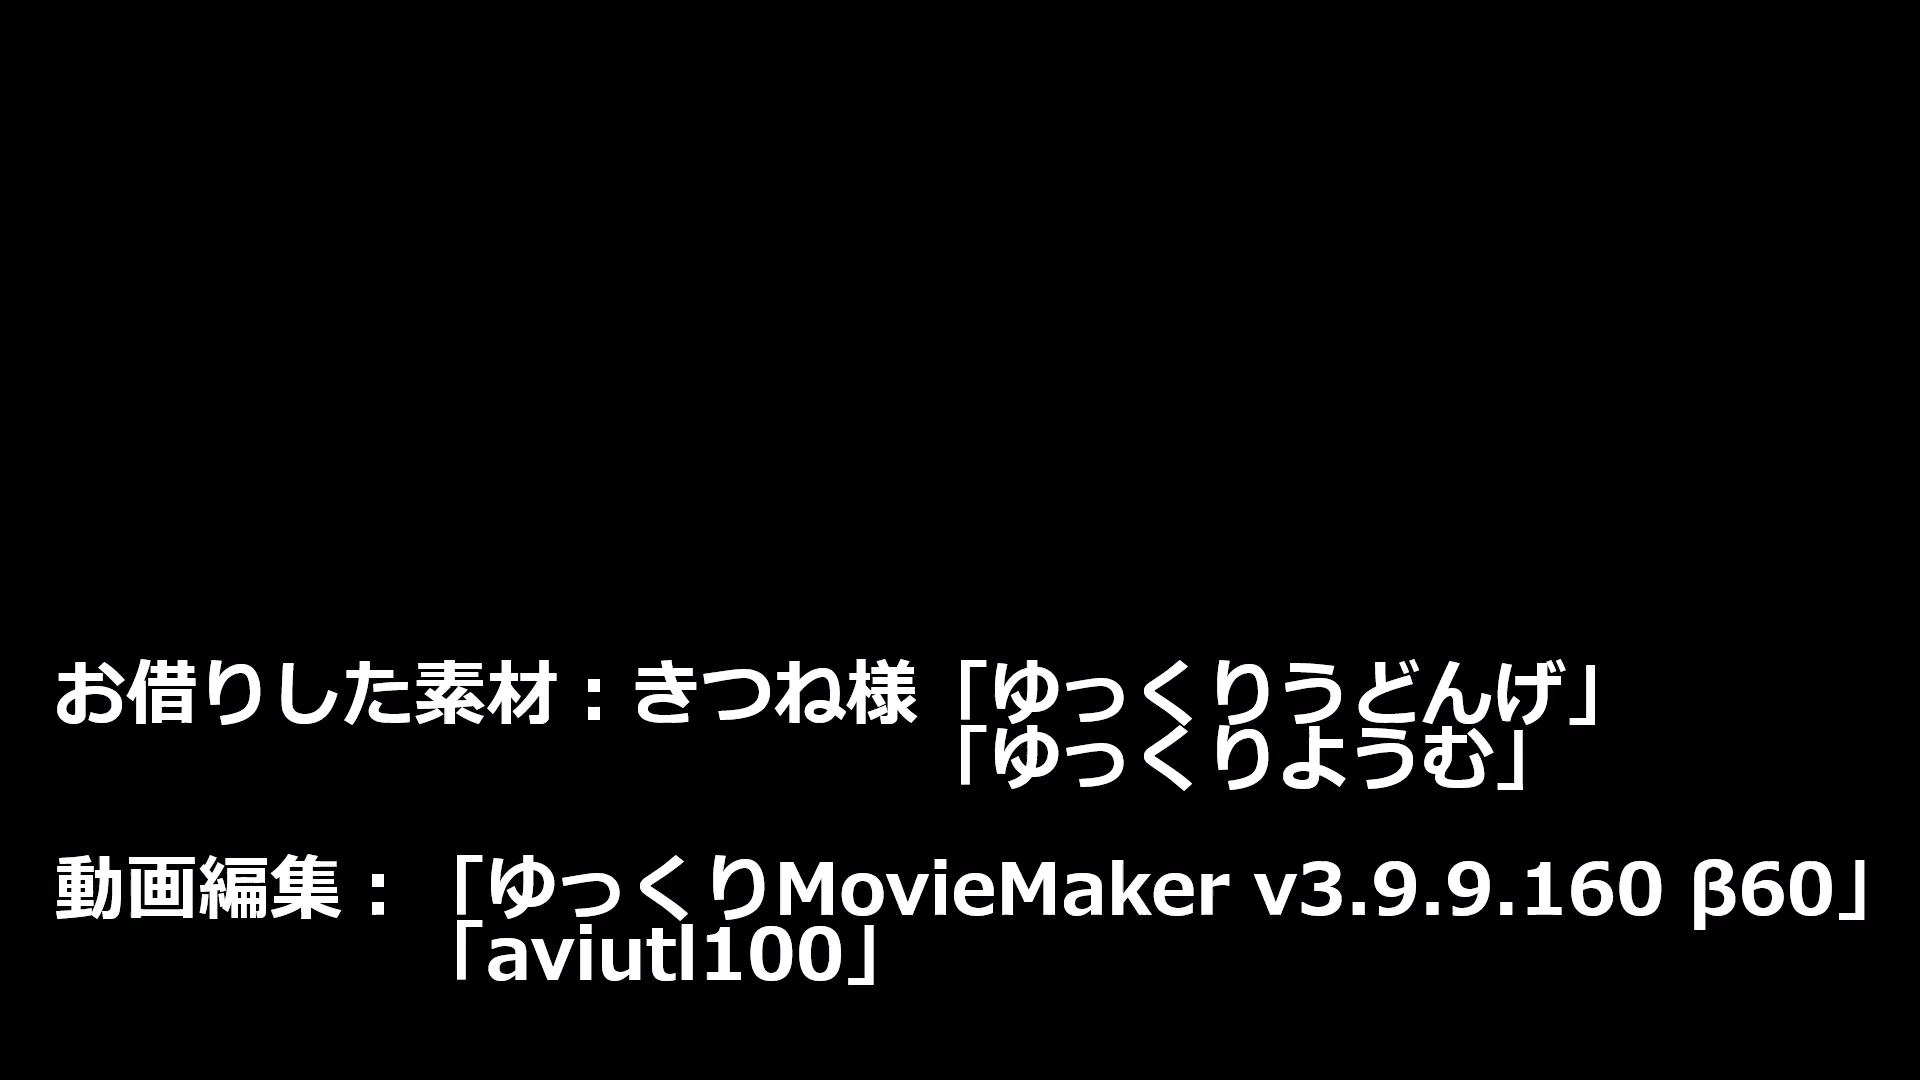 お借りした素材：きつね様「ゆっくりうどんげ」
「ゆっくりようむ」
動画編集：「ゆっくりMovieMaker v3.9.9.160 β60」
「aviutl100」